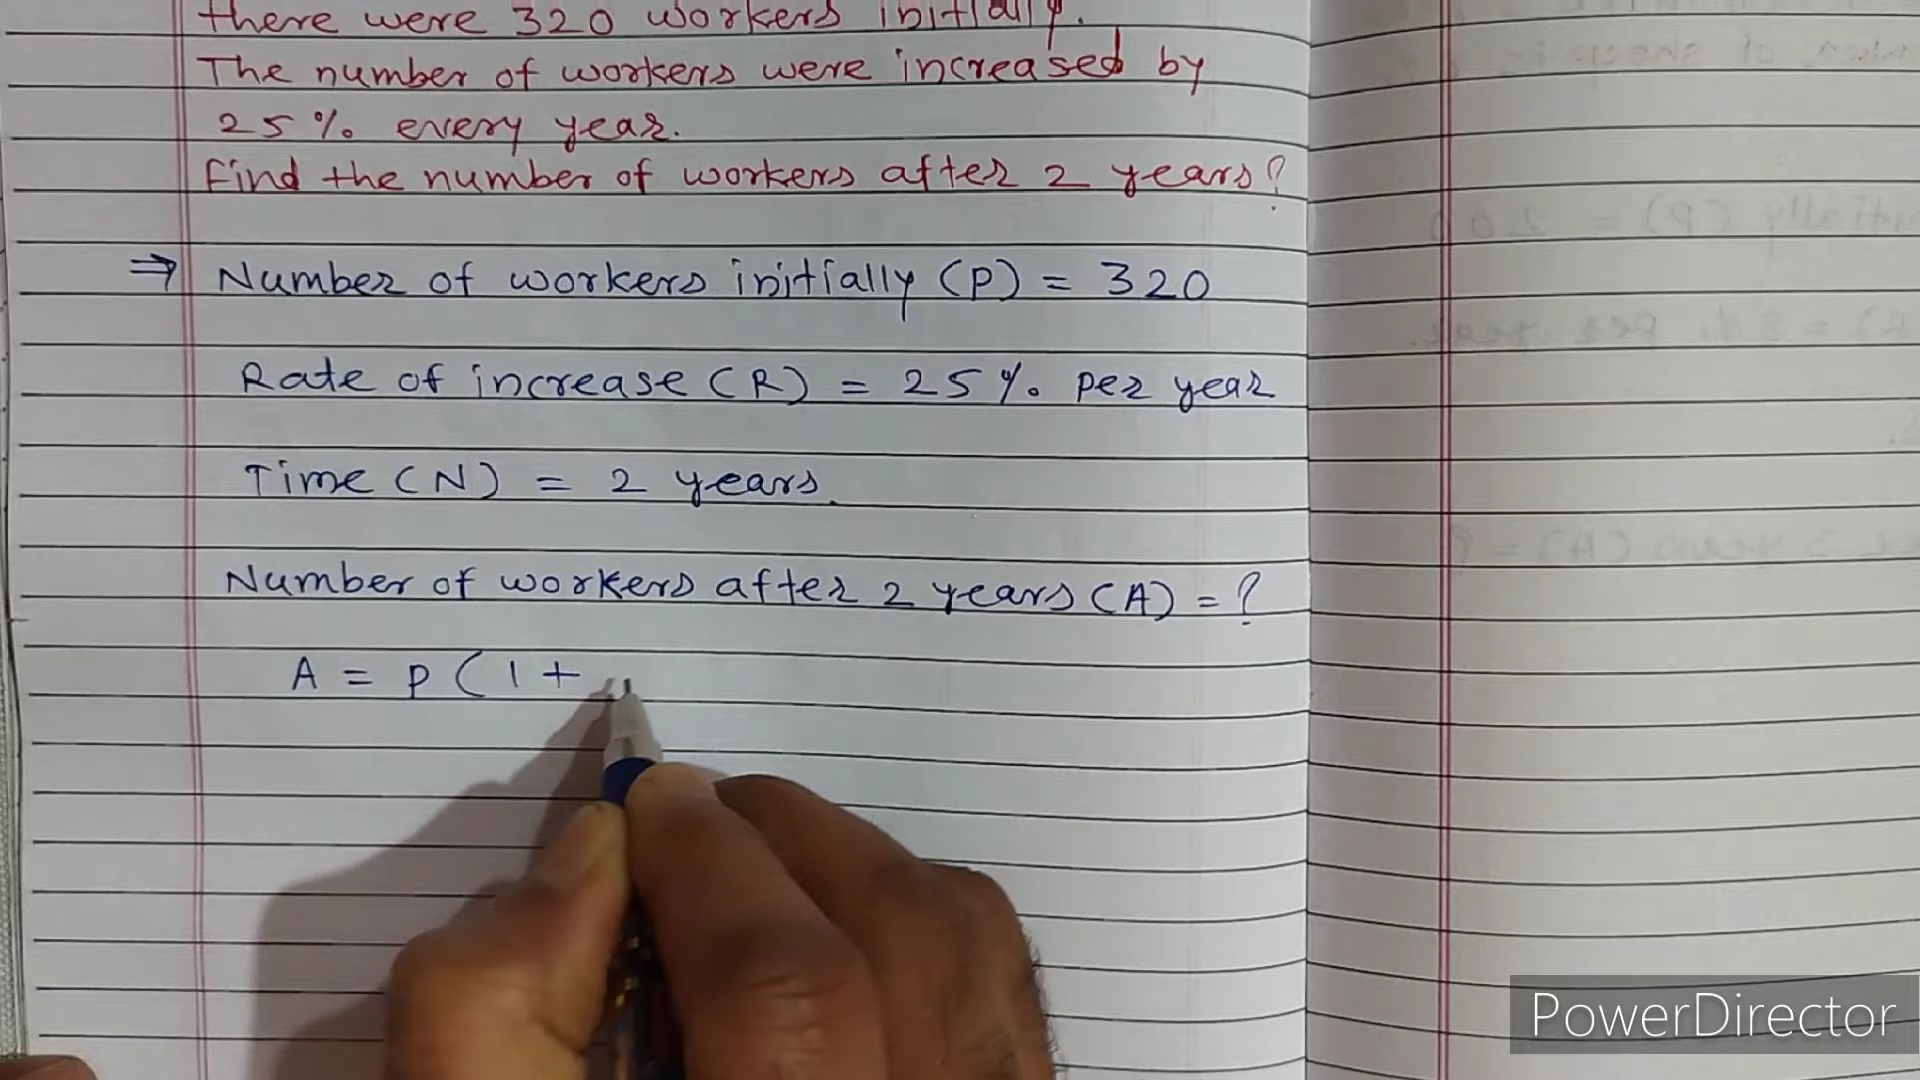 there were 320 workers initially.
The number of workers were increased by
25% every year.
Find the number of workers after 2 years?
⇒ Number of workers initially (P) = 320
Rate of increase (R) = 25% per year
Time (N) = 2 years.
Number of workers after 2 years (A) = ?
A = P ( 1 +
PowerDirector